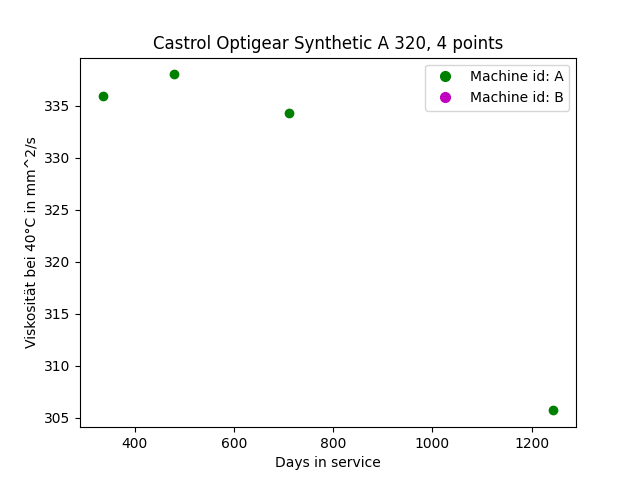 Castrol Optigear Synthetic A 320, 4 points
Machine id: A
Machine id: B
Viskosität bei 40°C in mm^2/s
335
330
325
320
315
310
305
400 600 800 1000 1200
Days in service